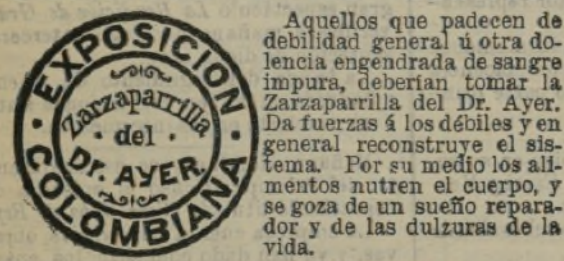 EXPOSICION COLOMBIANA
Zarzaparrilla
del
Dr. AYER.
Aquellos que padecen de
debilidad general ú otra do-
lencia engendrada de sangre
impura, deberían tomar la
Zarzaparrilla del Dr. Ayer.
Da fuerzas á los débiles y en
general reconstruye el sis-
tema. Por su medio los ali-
mentos nutren el cuerpo, y
se goza de un sueño repara-
dor y de las dulzuras de la
vida.